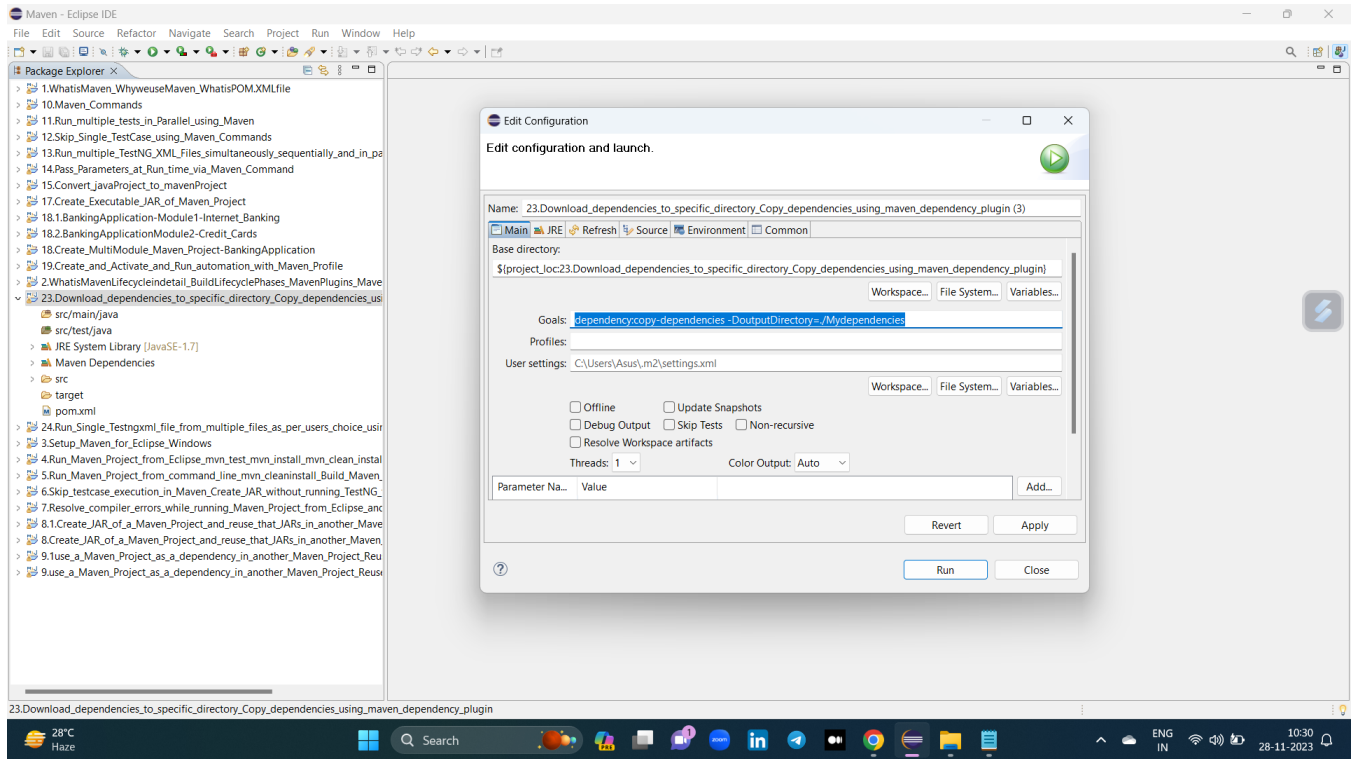 Maven - Eclipse IDE
File Edit Source Refactor Navigate Search Project Run Window Help
Package Explorer
1.WhatisMaven_WhyweuseMaven_WhatisPOM.XMLfile
10.Maven_Commands
11.Run_multiple_tests_in_Parallel_using_Maven
12.Skip_Single_TestCase_using_Maven_Commands
13.Run_multiple_TestNG_XML_Files_simultaneously_sequentially_and_in_pa
14.Pass_Parameters_at_Run_time_via_Maven_Command
15.Convert_javaProject_to_mavenProject
17.Create_Executable_JAR_of_Maven_Project
18.1.BankingApplication-Module1-Internet_Banking
18.2.BankingApplicationModule2-Credit_Cards
18.Create_MultiModule_Maven_Project-BankingApplication
19.Create_and_Activate_and_Run_automation_with_Maven_Profile
2.WhatisMavenLifecycleindetail_BuildLifecyclePhases_MavenPlugins_Mave
23.Download_dependencies_to_specific_directory_Copy_dependencies_usi
src/main/java
src/test/java
JRE System Library [JavaSE-1.7]
Maven Dependencies
src
target
pom.xml
24.Run_Single_Testngxml_file_from_multiple_files_as_per_users_choice_usin
3.Setup_Maven_for_Eclipse_Windows
4.Run_Maven_Project_from_Eclipse_mvn_test_mvn_install_mvn_clean_instal
5.Run_Maven_Project_from_command_line_mvn_cleaninstall_Build_Maven_
6.Skip_testcase_execution_in_Maven_Create_JAR_without_running_TestNG_
7.Resolve_compiler_errors_while_running_Maven_Project_from_Eclipse_and
8.1.Create_JAR_of_a_Maven_Project_and_reuse_that_JARs_in_another_Mave
8.Create_JAR_of_a_Maven_Project_and_reuse_that_JARs_in_another_Maven_
9.1use_a_Maven_Project_as_a_dependency_in_another_Maven_Project_Reu
9.use_a_Maven_Project_as_a_dependency_in_another_Maven_Project_Reuse
Edit Configuration
Edit configuration and launch.
Name: 23.Download_dependencies_to_specific_directory_Copy_dependencies_using_maven_dependency_plugin (3)
Main JRE Refresh Source Environment Common
Base directory:
${project_loc:23.Download_dependencies_to_specific_directory_Copy_dependencies_using_maven_dependency_plugin}
Workspace... File System... Variables...
Goals: dependency:copy-dependencies -DoutputDirectory=./Mydependencies
Profiles:
User settings: C:\Users\Asus\.m2\settings.xml
Workspace... File System... Variables...
Offline Update Snapshots
Debug Output Skip Tests Non-recursive
Resolve Workspace artifacts
Threads: 1 Color Output: Auto
Parameter Na... Value Add...
Revert Apply
Run Close
23.Download_dependencies_to_specific_directory_Copy_dependencies_using_maven_dependency_plugin
28°C
Haze
Search
PRE
1
zoom
in
ENG
IN
10:30
28-11-2023